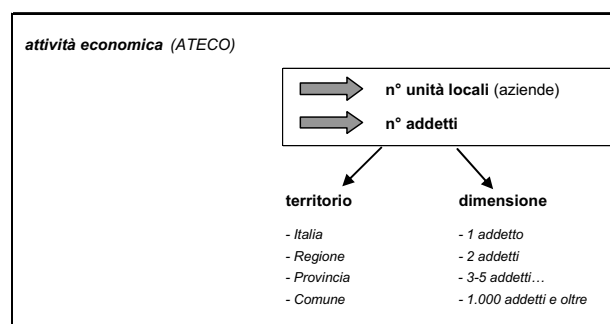 attività economica (ATECO)
n° unità locali (aziende)
n° addetti
territorio
- Italia
- Regione
- Provincia
- Comune
dimensione
- 1 addetto
- 2 addetti
- 3-5 addetti…
- 1.000 addetti e oltre